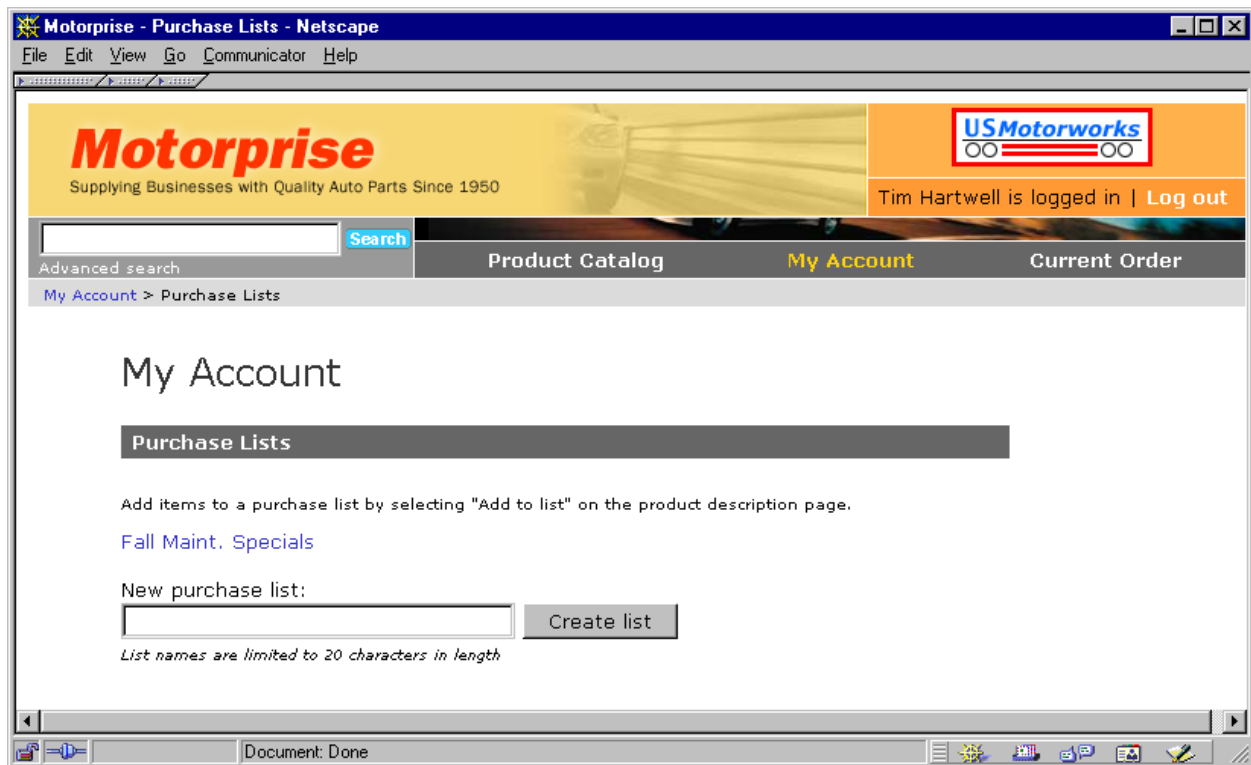 Motorprise - Purchase Lists - Netscape
File Edit View Go Communicator Help
Motorprise
Supplying Businesses with Quality Auto Parts Since 1950
USMotorworks
Tim Hartwell is logged in | Log out
Search
Advanced search
Product Catalog My Account Current Order
My Account > Purchase Lists
My Account
Purchase Lists
Add items to a purchase list by selecting "Add to list" on the product description page.
Fall Maint. Specials
New purchase list:
Create list
List names are limited to 20 characters in length
Document: Done